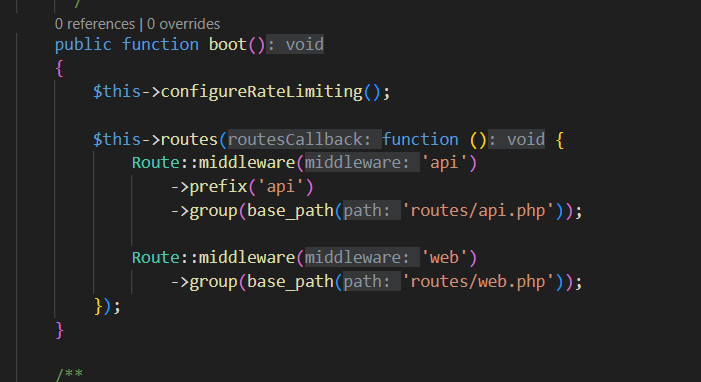 /
0 references | 0 overrides
public function boot(): void
{
$this->configureRateLimiting();
$this->routes(routesCallback: function (): void {
Route::middleware(middleware: 'api')
->prefix('api')
->group(base_path(path: 'routes/api.php'));
Route::middleware(middleware: 'web')
->group(base_path(path: 'routes/web.php'));
});
}
/**